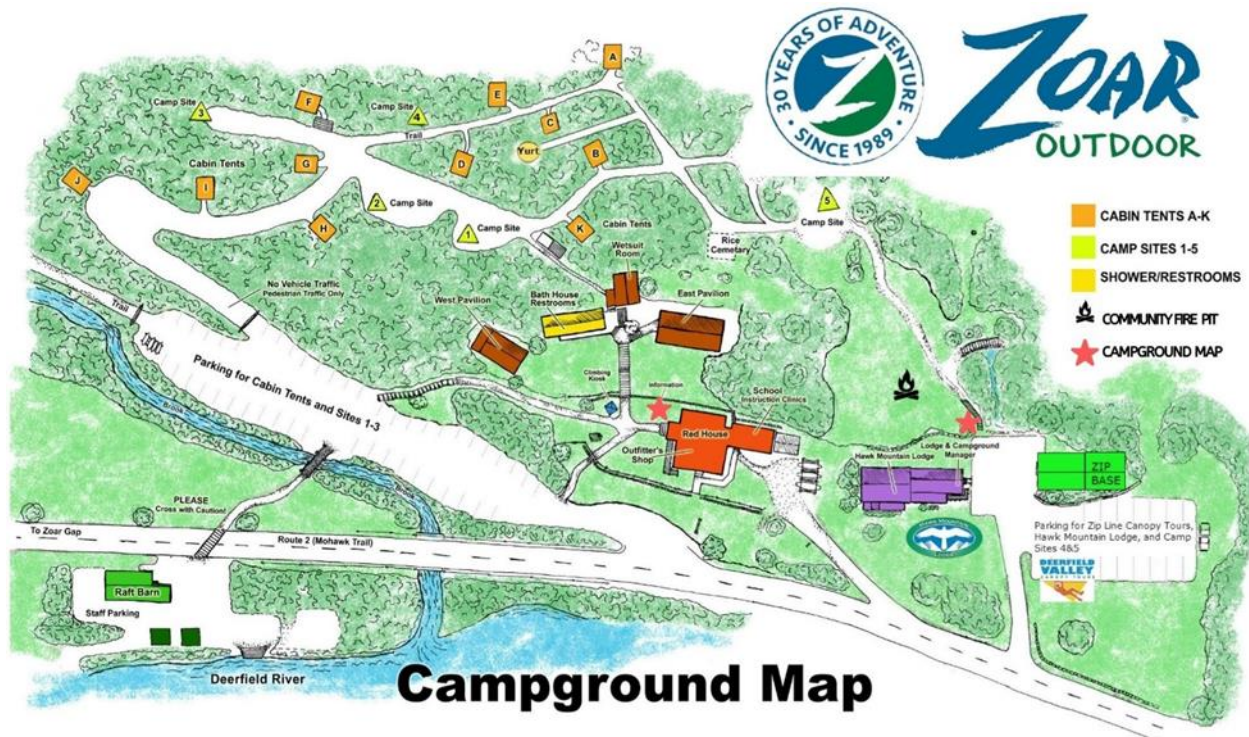 30 YEARS OF ADVENTURE
SINCE 1989
ZOAR
OUTDOOR
CABIN TENTS A-K
CAMP SITES 1-5
SHOWER/RESTROOMS
COMMUNITY FIRE PIT
CAMPGROUND MAP
A
Camp Site
3
F
Camp Site
4
E
C
Trail
Yurt
B
D
Cabin Tents
G
J
I
2
Camp Site
5
Camp Site
H
1
Camp Site
K
Cabin Tents
Rice
Cemetary
Wetsuit
Room
No Vehicle Traffic
Pedestrian Traffic Only
West Pavilion
Bath House
Restrooms
East Pavilion
Trail
Parking for Cabin Tents and Sites 1-3
Brook
Climbing
Kiosk
Information
School
Instruction Clinics
Red House
Outfitter's
Shop
Lodge & Campground
Manager
Hawk Mountain Lodge
ZIP
BASE
PLEASE
Cross with Caution!
To Zoar Gap
Route 2 (Mohawk Trail)
Parking for Zip Line Canopy Tours,
Hawk Mountain Lodge, and Camp
Sites 4&5
DEERFIELD
VALLEY
CANOPY TOURS
Raft Barn
Staff Parking
Deerfield River
Campground Map